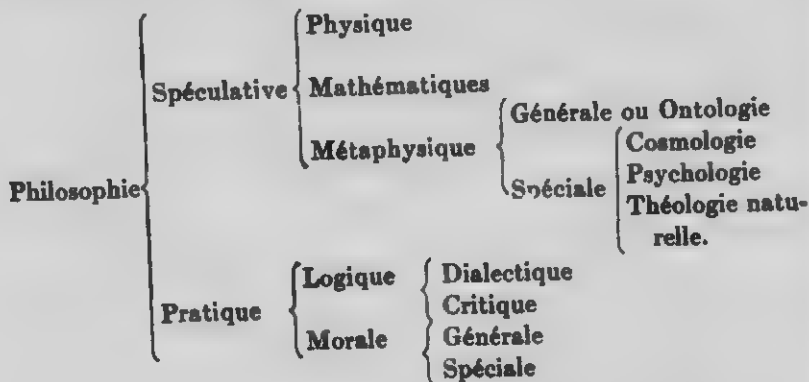 Physique
Spéculative
Mathématiques
Générale ou Ontologie
Métaphysique
Cosmologie
Spéciale
Psychologie
Théologie natu-
relle.
Philosophie
Logique
Dialectique
Critique
Pratique
Morale
Générale
Spéciale